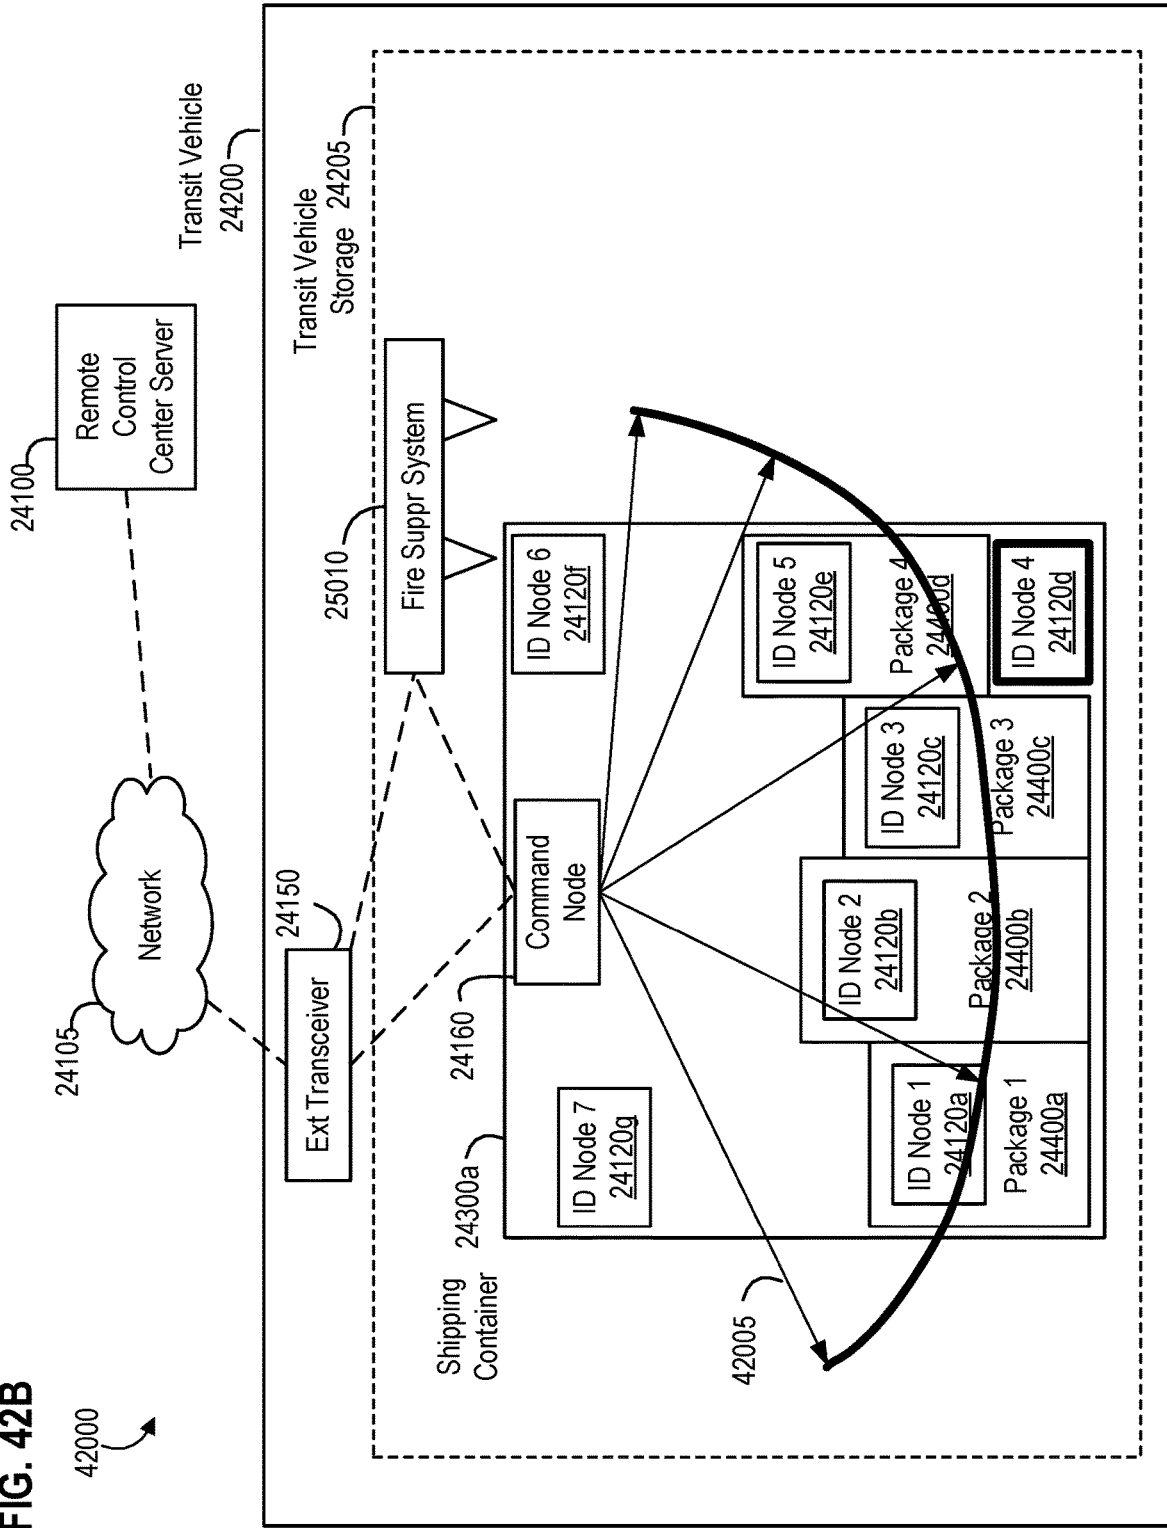 FIG. 42B
42000
24105
Network
24100
Remote
Control
Center Server
Transit Vehicle
24200
Ext Transceiver
24150
Transit Vehicle
Storage 24205
25010
Fire Suppr System
Shipping
Container
24300a
24160
Command
Node
ID Node 7
24120g
ID Node 6
24120f
42005
ID Node 1
24120a
Package 1
24400a
ID Node 2
24120b
Package 2
24400b
ID Node 3
24120c
Package 3
24400c
ID Node 5
24120e
Package 4
24400d
ID Node 4
24120d